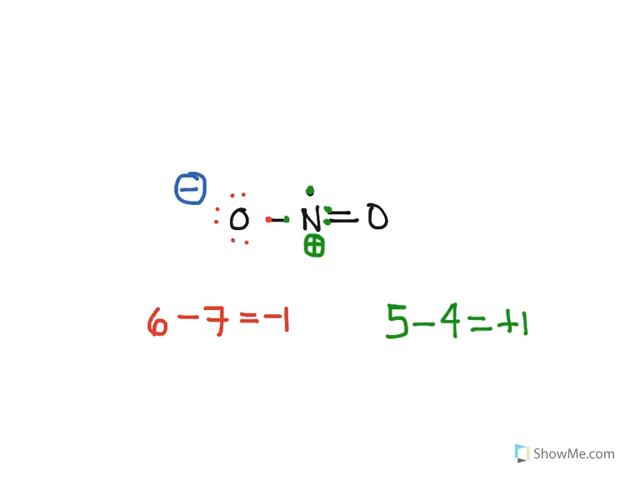 ⊖
O - N = O
⊕
6 - 7 = -1
5 - 4 = +1
ShowMe.com